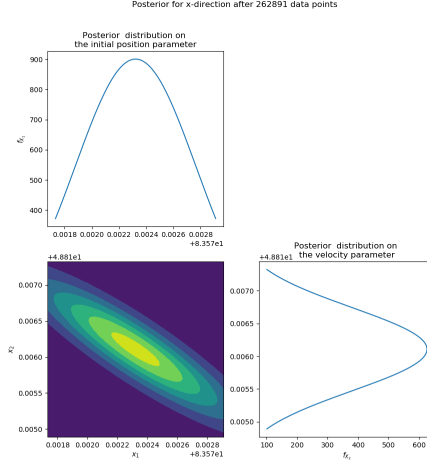 Posterior for x-direction after 262891 data points
Posterior distribution on
the initial position parameter
900
800
700
600
500
400
f_{X_1}
0.0018 0.0020 0.0022 0.0024 0.0026 0.0028
+8.357e1
+4.881e1
0.0070
0.0065
0.0060
0.0055
0.0050
x_2
0.0018 0.0020 0.0022 0.0024 0.0026 0.0028
x_1
+8.357e1
Posterior distribution on
the velocity parameter
+4.881e1
0.0070
0.0065
0.0060
0.0055
0.0050
100 200 300 400 500 600
f_{X_2}